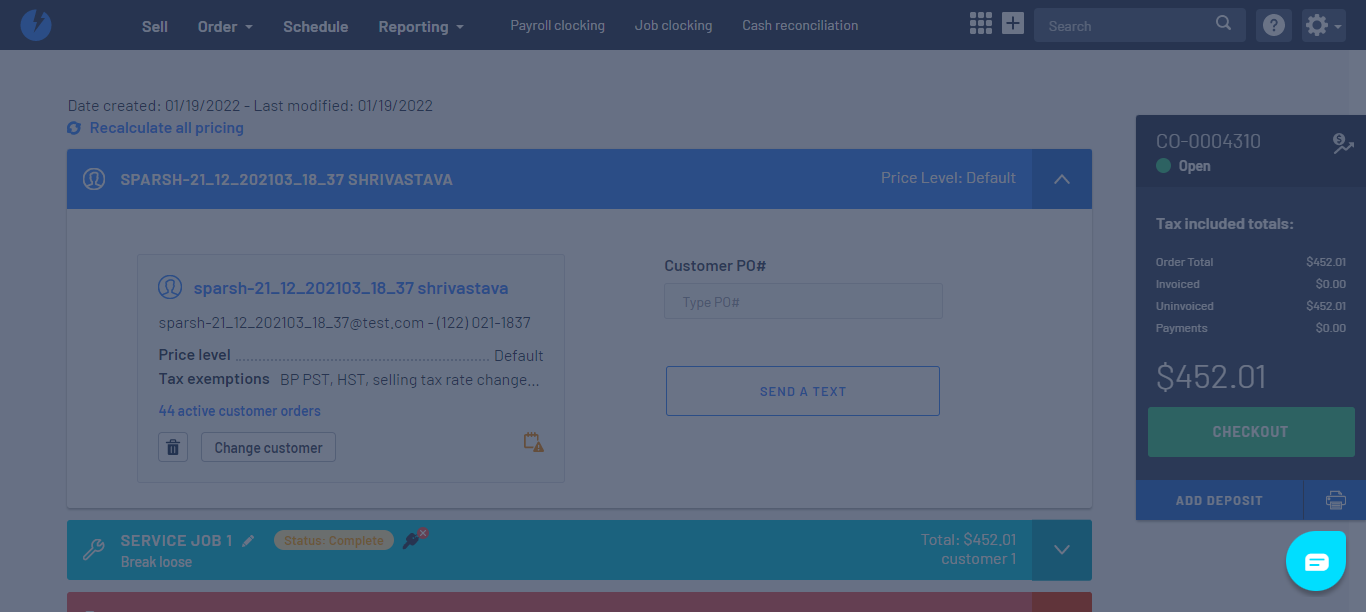 Sell Order Schedule Reporting Payroll clocking Job clocking Cash reconciliation Search
Date created: 01/19/2022 - Last modified: 01/19/2022
Recalculate all pricing
SPARSH-21_12_202103_18_37 SHRIVASTAVA Price Level: Default
sparsh-21_12_202103_18_37 shrivastava
sparsh-21_12_202103_18_37@test.com - (122) 021-1837
Price level Default
Tax exemptions BP PST, HST, selling tax rate change...
44 active customer orders
Change customer
Customer PO#
Type PO#
SEND A TEXT
SERVICE JOB 1 Status: Complete Total: $452.01
Break loose customer 1
CO-0004310
Open
Tax included totals:
Order Total $452.01
Invoiced $0.00
Uninvoiced $452.01
Payments $0.00
$452.01
CHECKOUT
ADD DEPOSIT